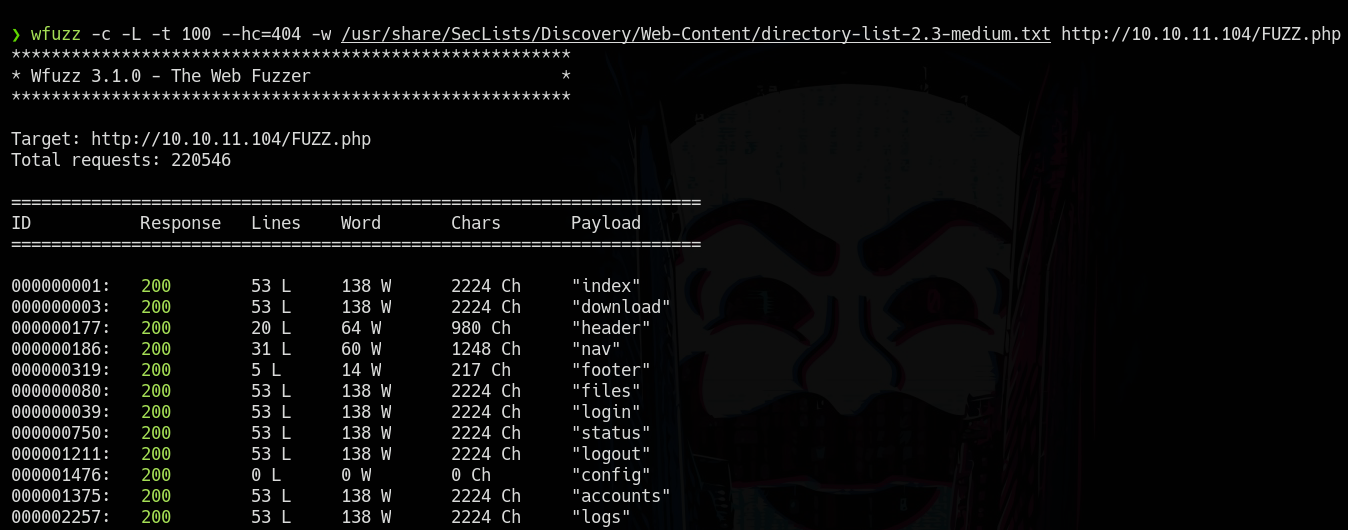 ❯ wfuzz -c -L -t 100 --hc=404 -w /usr/share/SecLists/Discovery/Web-Content/directory-list-2.3-medium.txt http://10.10.11.104/FUZZ.php
********************************************************
* Wfuzz 3.1.0 - The Web Fuzzer                         *
********************************************************
Target: http://10.10.11.104/FUZZ.php
Total requests: 220546
=====================================================================
ID           Response   Lines    Word       Chars       Payload
=====================================================================
000000001:   200        53 L     138 W      2224 Ch     "index"
000000003:   200        53 L     138 W      2224 Ch     "download"
000000177:   200        20 L     64 W       980 Ch      "header"
000000186:   200        31 L     60 W       1248 Ch     "nav"
000000319:   200        5 L      14 W       217 Ch      "footer"
000000080:   200        53 L     138 W      2224 Ch     "files"
000000039:   200        53 L     138 W      2224 Ch     "login"
000000750:   200        53 L     138 W      2224 Ch     "status"
000001211:   200        53 L     138 W      2224 Ch     "logout"
000001476:   200        0 L      0 W        0 Ch        "config"
000001375:   200        53 L     138 W      2224 Ch     "accounts"
000002257:   200        53 L     138 W      2224 Ch     "logs"